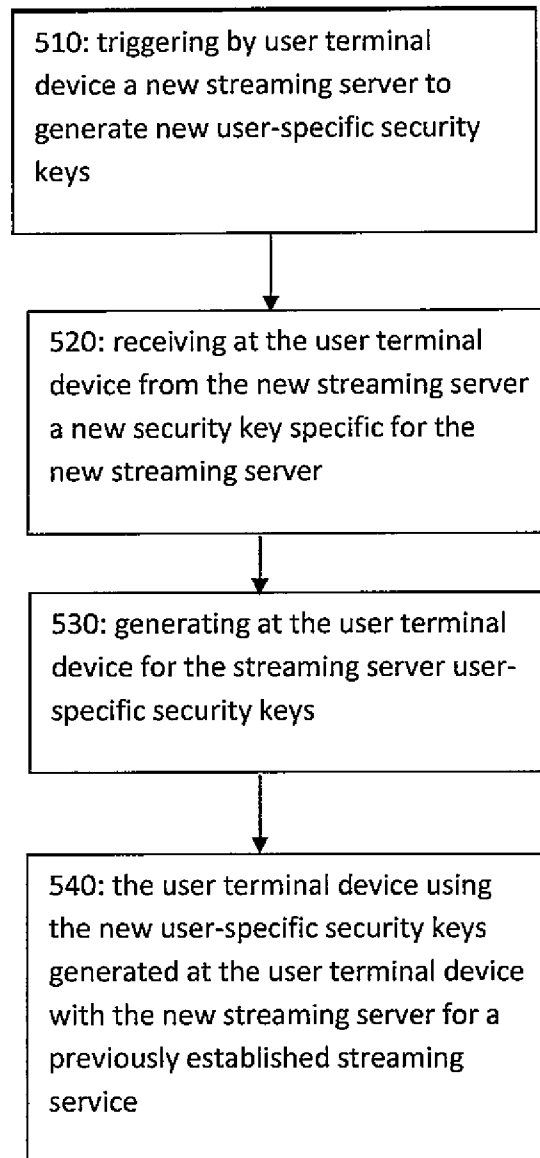 510: triggering by user terminal
device a new streaming server to
generate new user-specific security
keys
520: receiving at the user terminal
device from the new streaming server
a new security key specific for the
new streaming server
530: generating at the user terminal
device for the streaming server user-
specific security keys
540: the user terminal device using
the new user-specific security keys
generated at the user terminal device
with the new streaming server for a
previously established streaming
service